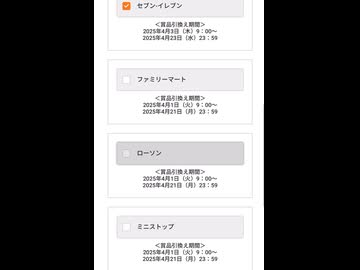 セブン-イレブン
＜賞品引換え期間＞
2025年4月3日（木）9：00～
2025年4月23日（水）23：59
ファミリーマート
＜賞品引換え期間＞
2025年4月1日（火）9：00～
2025年4月21日（月）23：59
ローソン
＜賞品引換え期間＞
2025年4月1日（火）9：00～
2025年4月21日（月）23：59
ミニストップ
＜賞品引換え期間＞
2025年4月1日（火）9：00～
2025年4月21日（月）23：59